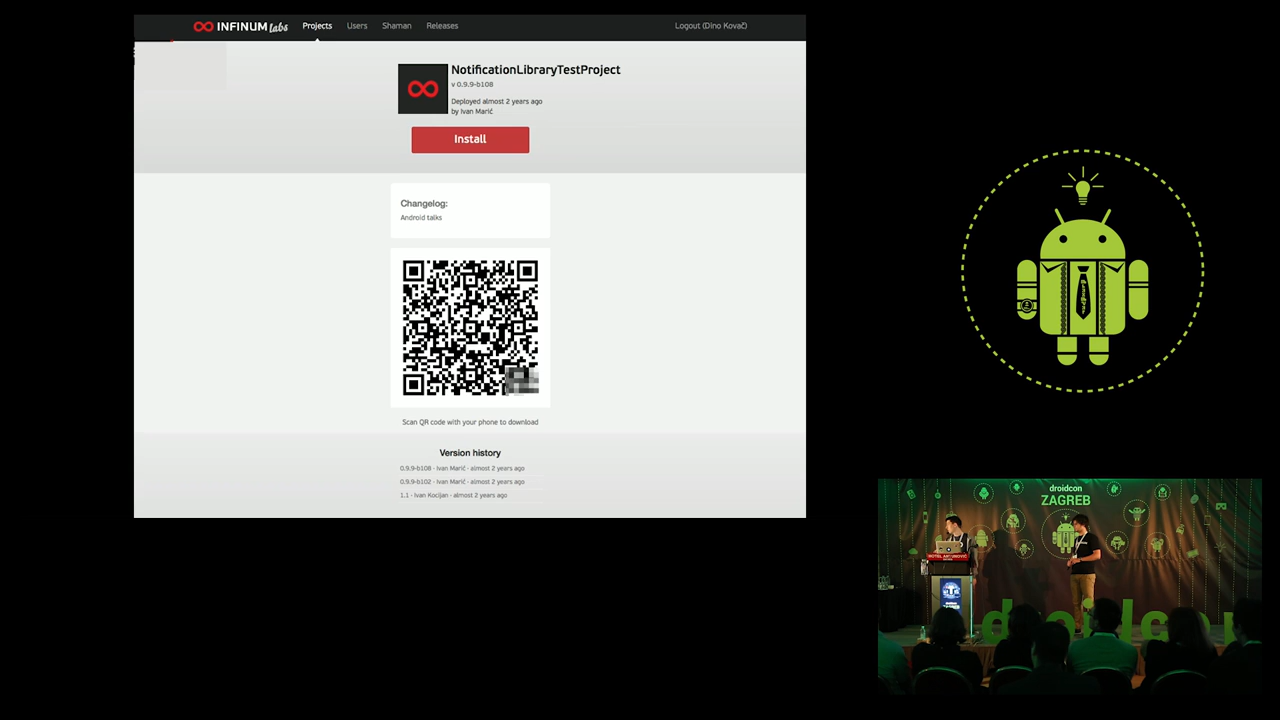 INFINUM labs Projects Users Shaman Releases Logout (Dino Kovač)
NotificationLibraryTestProject
v 0.9.9-b108
Deployed almost 2 years ago
by Ivan Marić
Install
Changelog:
Android talks
Scan QR code with your phone to download
Version history
0.9.9-b108 - Ivan Marić - almost 2 years ago
0.9.9-b102 - Ivan Marić - almost 2 years ago
1.1 - Ivan Kocijan - almost 2 years ago
droidcon
ZAGREB
HOTEL ANTUNOVIĆ
droidcon